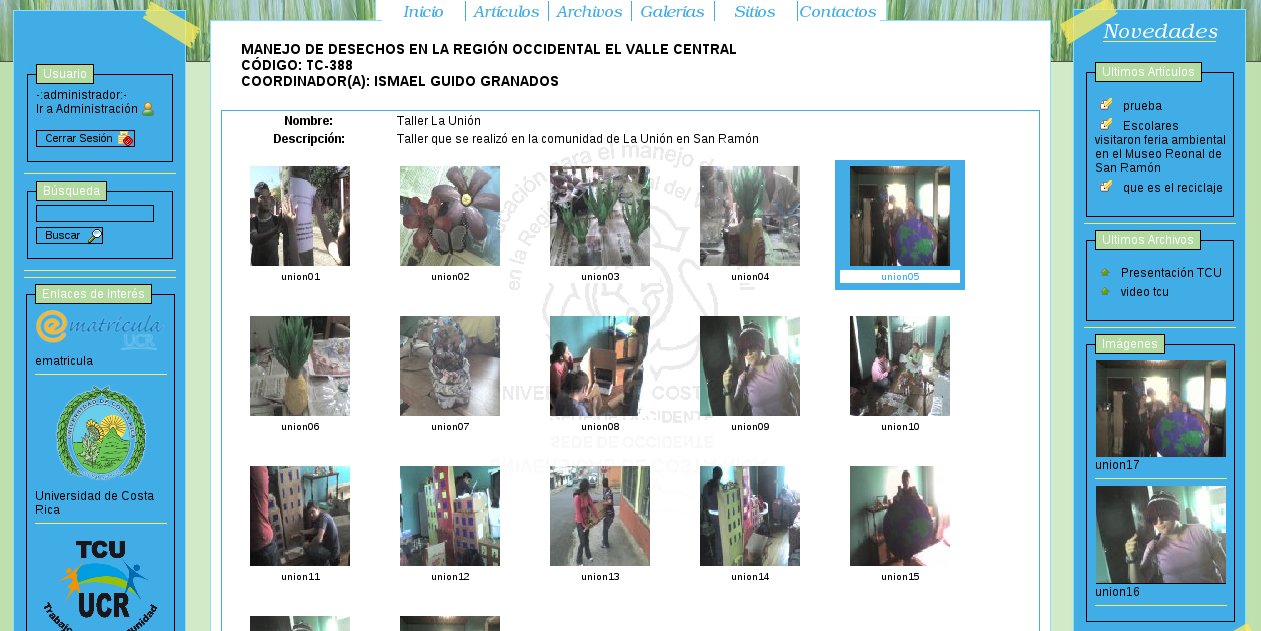 Inicio
Artículos
Archivos
Galerías
Sitios
Contactos
Usuario
-:administrador:-
Ir a Administración
Cerrar Sesión
Búsqueda
Buscar
Enlaces de Interés
ematrícula
UCR
ematricula
Universidad de Costa
Rica
TCU
UCR
MANEJO DE DESECHOS EN LA REGIÓN OCCIDENTAL EL VALLE CENTRAL
CÓDIGO: TC-388
COORDINADOR(A): ISMAEL GUIDO GRANADOS
Nombre: Taller La Unión
Descripción: Taller que se realizó en la comunidad de La Unión en San Ramón
union01
union02
union03
union04
union05
union06
union07
union08
union09
union10
union11
union12
union13
union14
union15
Novedades
Ultimos Artículos
prueba
Escolares
visitaron feria ambiental
en el Museo Reonal de
San Ramón
que es el reciclaje
Ultimos Archivos
Presentación TCU
video tcu
Imágenes
union17
union16